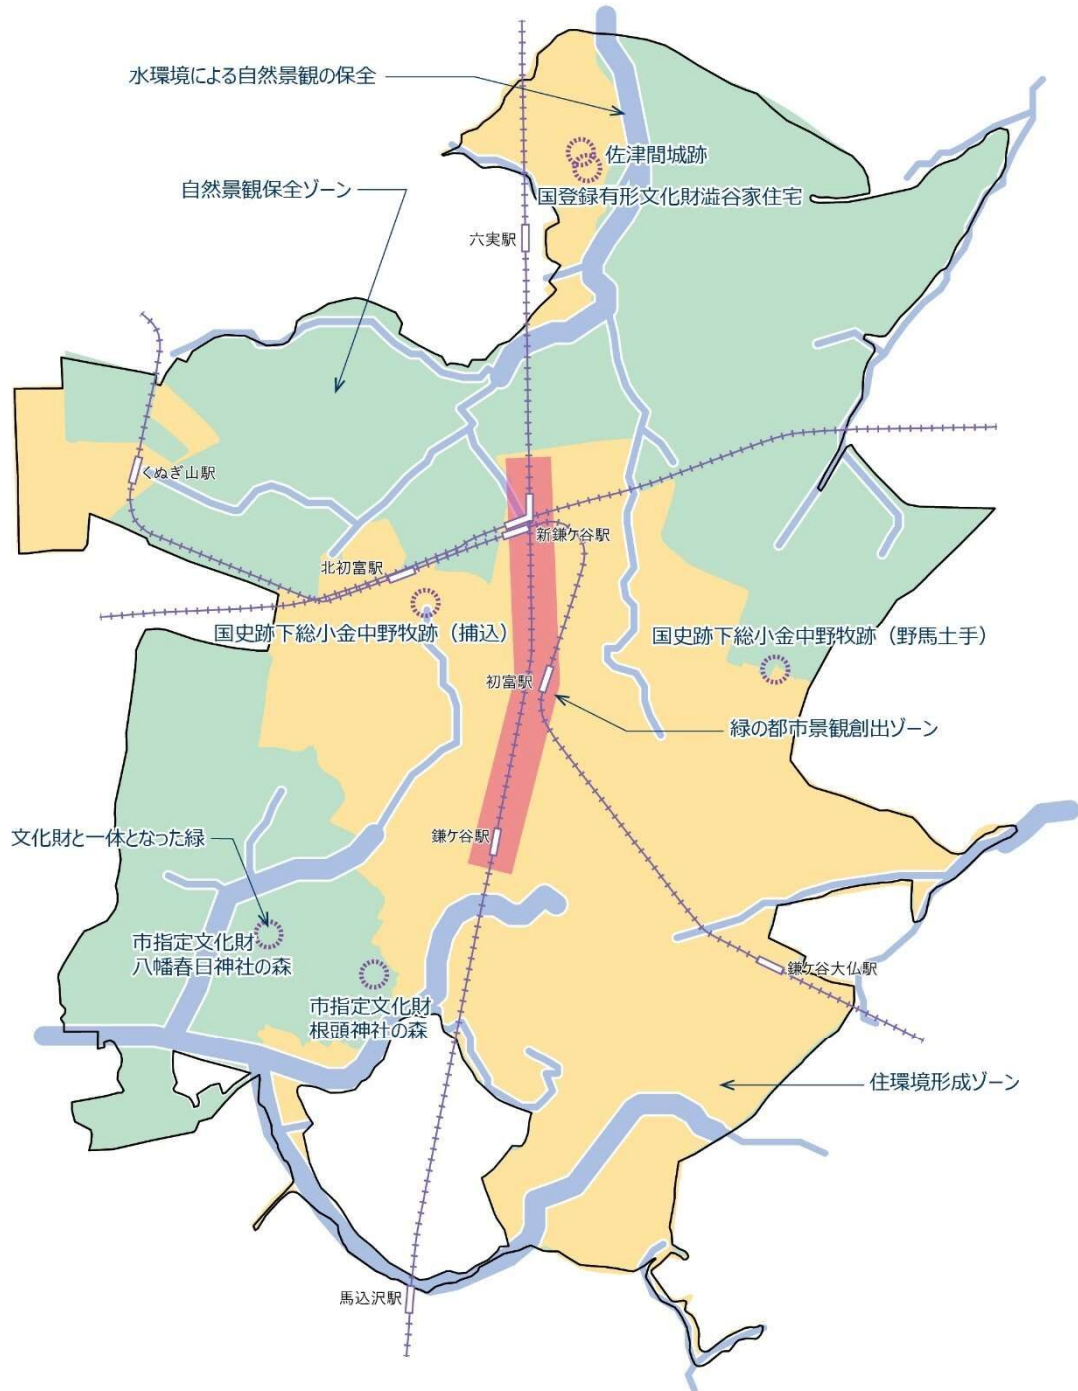 水環境による自然景観の保全
佐津間城跡
自然景観保全ゾーン
国登録有形文化財澁谷家住宅
六実駅
くぬぎ山駅
新鎌ケ谷駅
北初富駅
国史跡下総小金中野牧跡（捕込）
国史跡下総小金中野牧跡（野馬土手）
初富駅
緑の都市景観創出ゾーン
文化財と一体となった緑
鎌ケ谷駅
市指定文化財
八幡春日神社の森
鎌ケ谷大仏駅
市指定文化財
根頭神社の森
住環境形成ゾーン
馬込沢駅